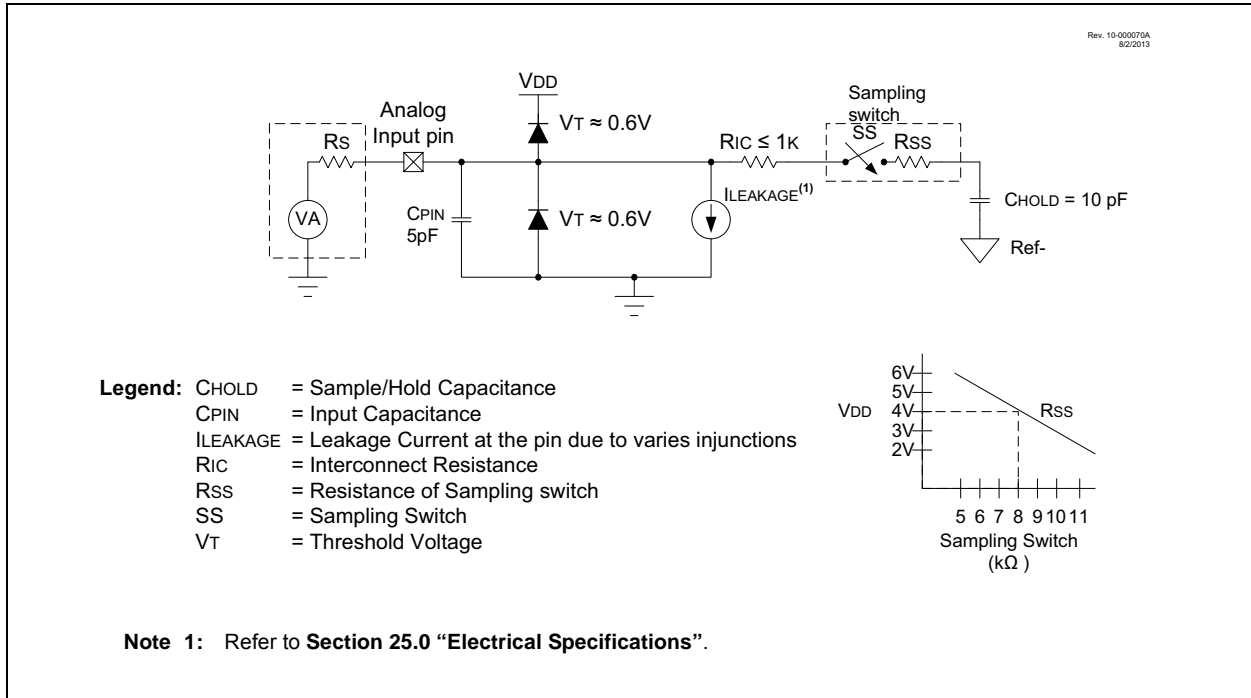 Rev. 10-000070A
8/2/2013
VDD
Analog
Input pin
VT ≈ 0.6V
Sampling
switch
SS
RSS
RS
RIC ≤ 1K
VA
CPIN
5pF
VT ≈ 0.6V
ILEAKAGE(1)
CHOLD = 10 pF
Ref-
Legend: CHOLD = Sample/Hold Capacitance
CPIN = Input Capacitance
ILEAKAGE = Leakage Current at the pin due to varies injunctions
RIC = Interconnect Resistance
RSS = Resistance of Sampling switch
SS = Sampling Switch
VT = Threshold Voltage
6V
5V
VDD
4V
RSS
3V
2V
5 6 7 8 9 10 11
Sampling Switch
(kΩ )
Note 1: Refer to Section 25.0 “Electrical Specifications”.